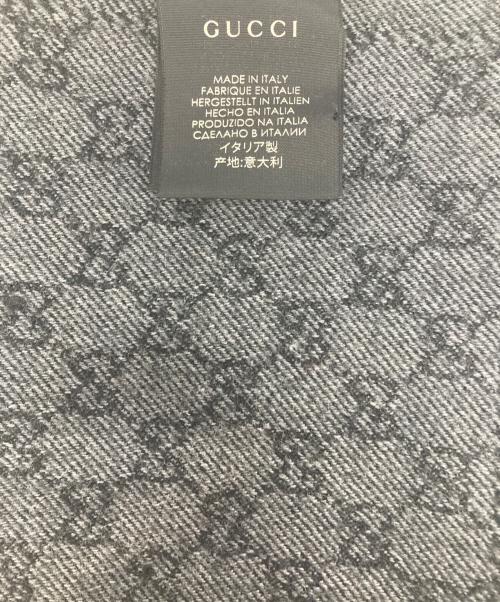 GUCCI
MADE IN ITALY
FABRIQUE EN ITALIE
HERGESTELLT IN ITALIEN
HECHO EN ITALIA
PRODUZIDO NA ITALIA
СДЕЛАНО В ИТАЛИИ
イタリア製
产地:意大利